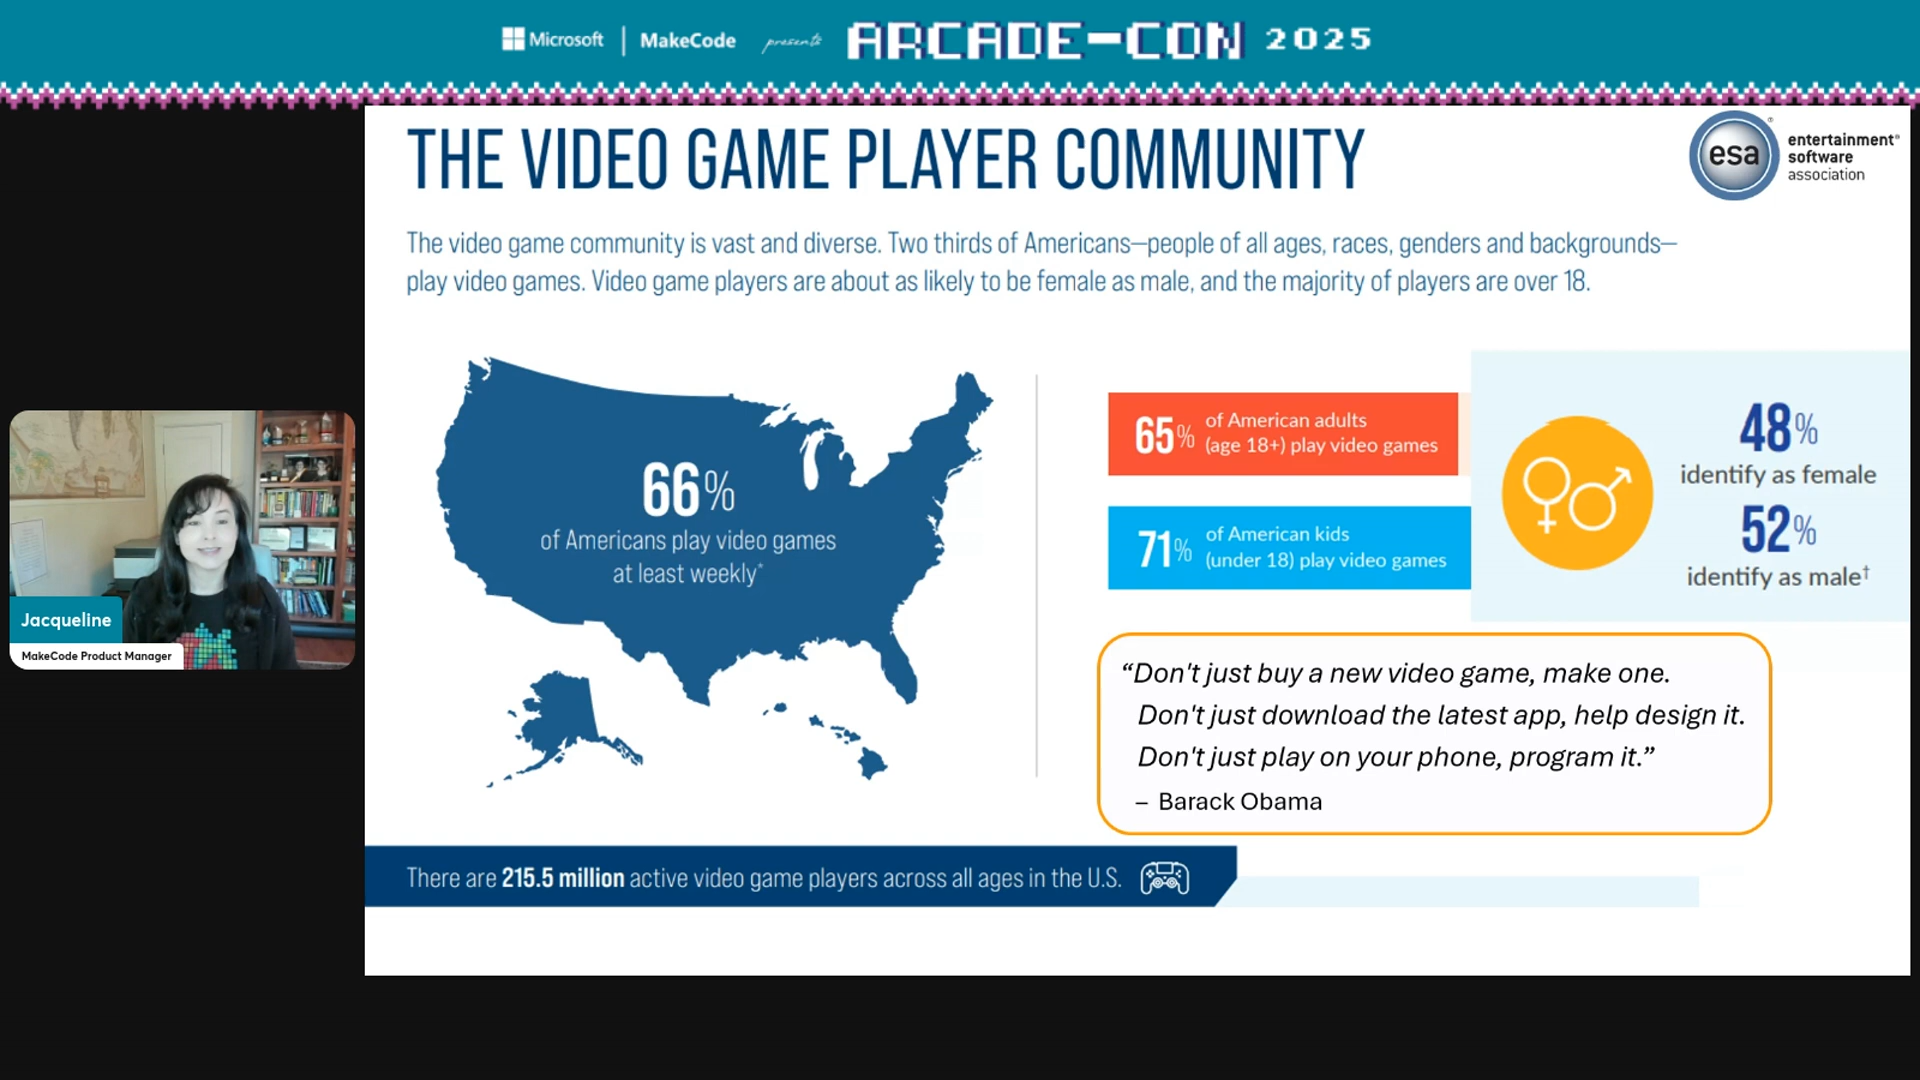 Microsoft | MakeCode presents ARCADE-CON 2025
THE VIDEO GAME PLAYER COMMUNITY
esa
entertainment®
software
association
The video game community is vast and diverse. Two thirds of Americans—people of all ages, races, genders and backgrounds—
play video games. Video game players are about as likely to be female as male, and the majority of players are over 18.
66%
of Americans play video games
at least weekly*
65%
of American adults
(age 18+) play video games
71%
of American kids
(under 18) play video games
48%
identify as female
52%
identify as male†
“Don't just buy a new video game, make one.
Don't just download the latest app, help design it.
Don't just play on your phone, program it.”
– Barack Obama
There are 215.5 million active video game players across all ages in the U.S.
Jacqueline
MakeCode Product Manager